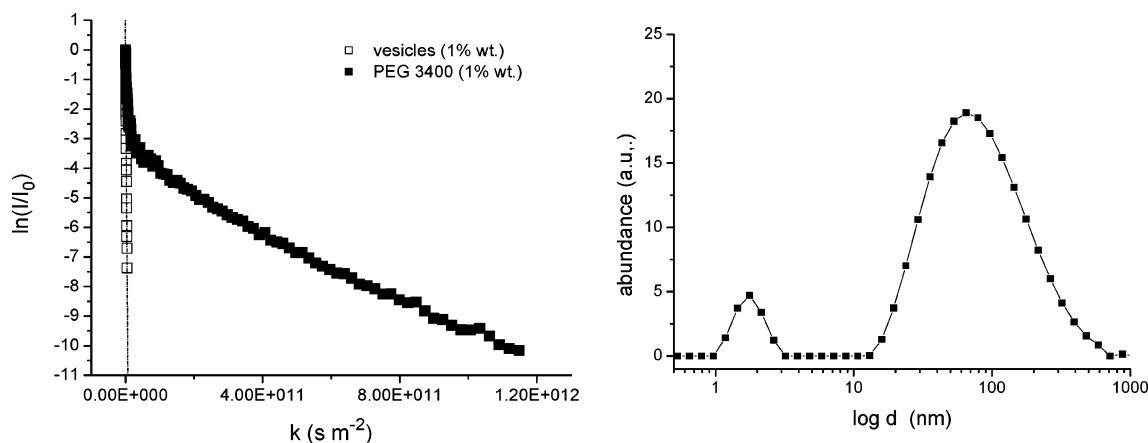 vesicles (1% wt.)
PEG 3400 (1% wt.)
0
-1
-2
-3
-4
-5
-6
-7
-8
-9
-10
-11
ln(I/I0)
0.00E+000 4.00E+011 8.00E+011 1.20E+012
k (s m-2)
25
20
15
10
5
0
abundance (a.u,.)
1 10 100 1000
log d (nm)